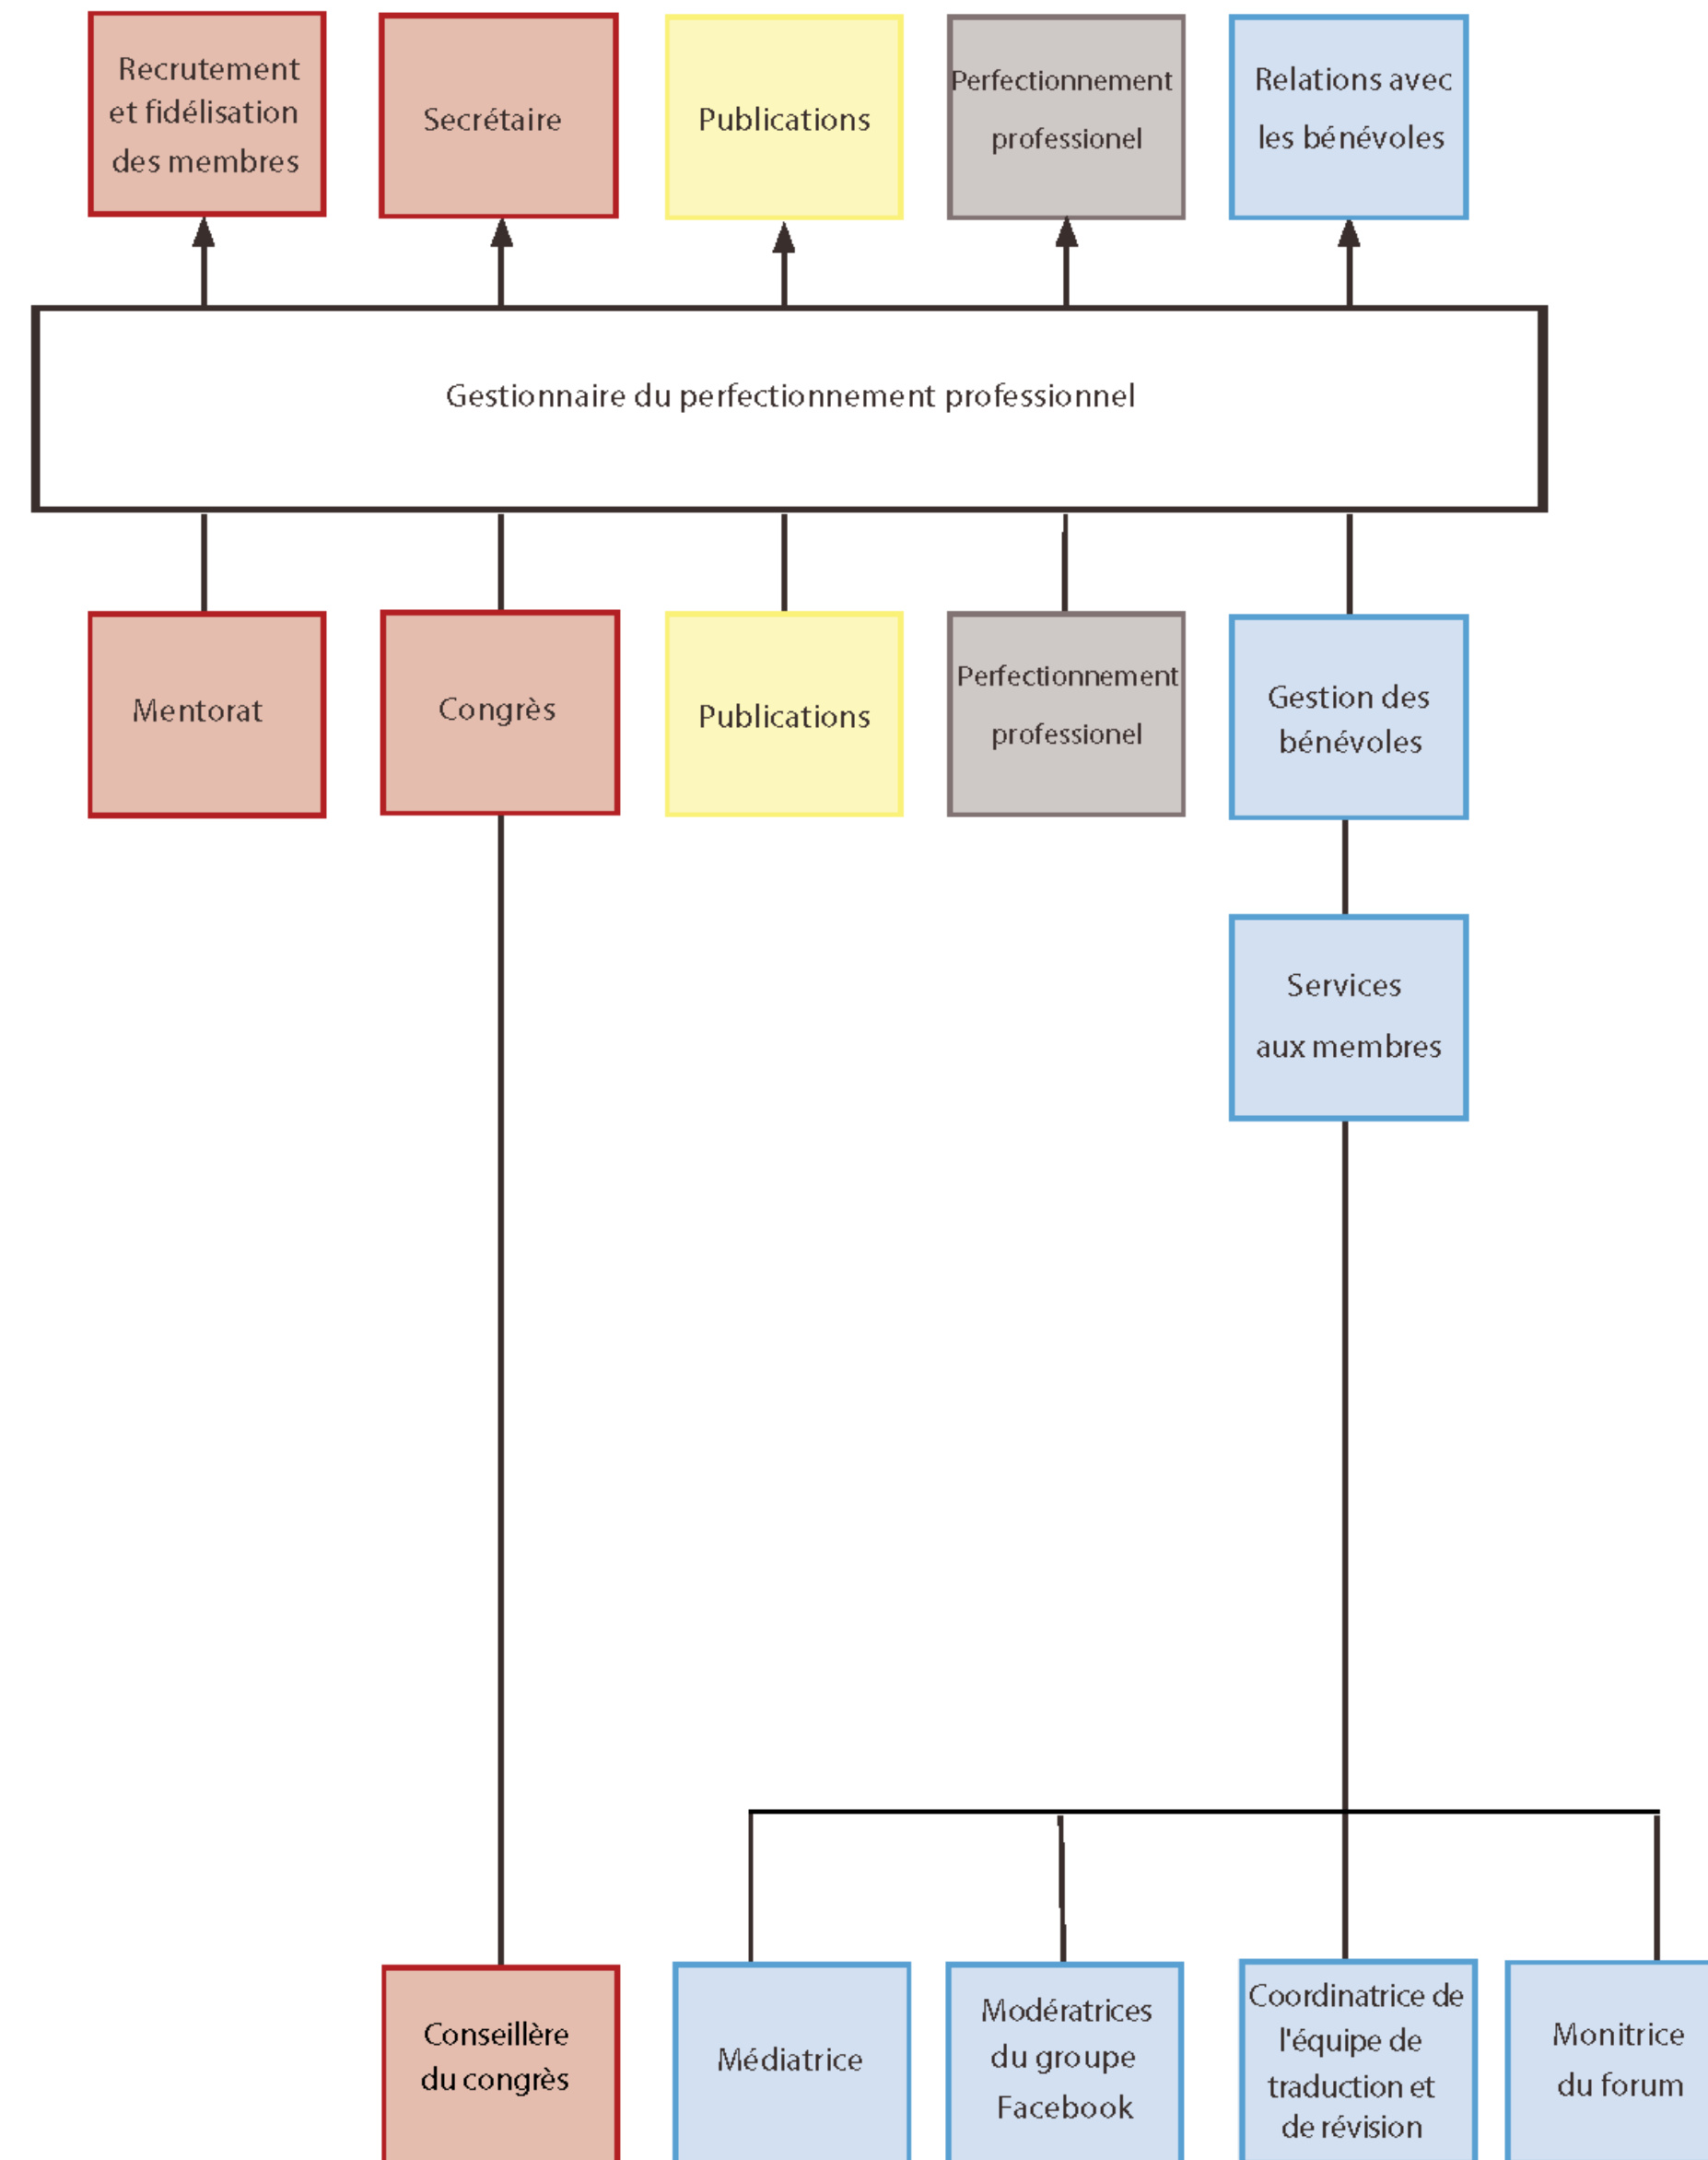 Recrutement
et fidélisation
des membres
Secrétaire
Publications
Perfectionnement
professionel
Relations avec
les bénévoles
Gestionnaire du perfectionnement professionnel
Mentorat
Congrès
Publications
Perfectionnement
professionel
Gestion des
bénévoles
Services
aux membres
Conseillère
du congrès
Médiatrice
Modératrices
du groupe
Facebook
Coordinatrice de
l'équipe de
traduction et
de révision
Monitrice
du forum